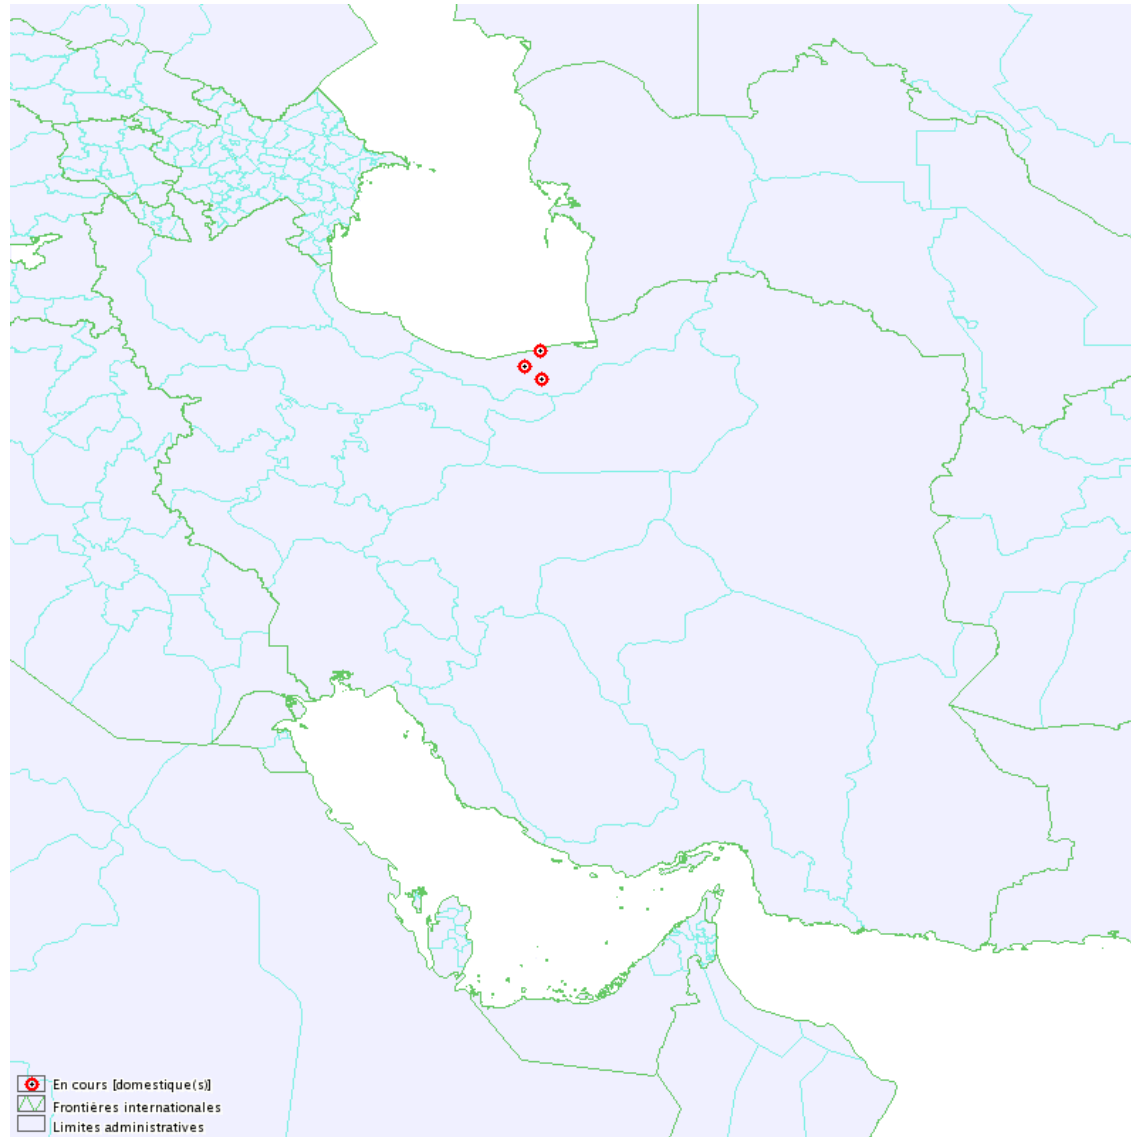 En cours [domestique(s)]
Frontières internationales
Limites administratives